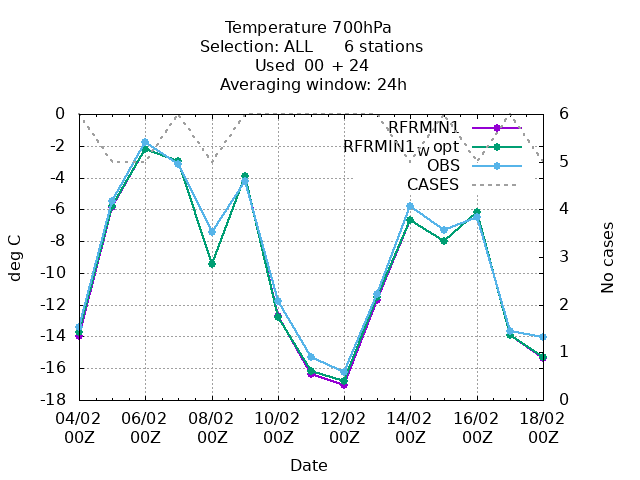 Temperature 700hPa
Selection: ALL 6 stations
Used 00 + 24
Averaging window: 24h
RFRMIN1
RFRMIN1w opt
OBS
CASES
0
-2
-4
-6
-8
-10
-12
-14
-16
-18
deg C
6
5
4
3
2
1
0
No cases
04/02 06/02 08/02 10/02 12/02 14/02 16/02 18/02
00Z 00Z 00Z 00Z 00Z 00Z 00Z 00Z
Date